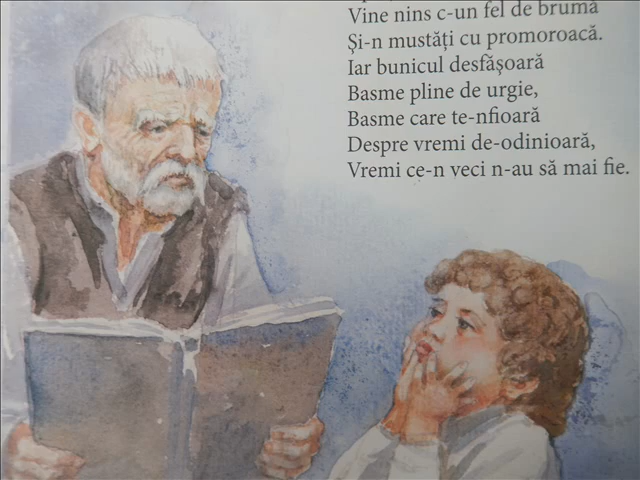 Vine nins c-un fel de brumă
Și-n mustăți cu promoroacă.
Iar bunicul desfășoară
Basme pline de urgie,
Basme care te-nfioară
Despre vremi de-odinioară,
Vremi ce-n veci n-au să mai fie.